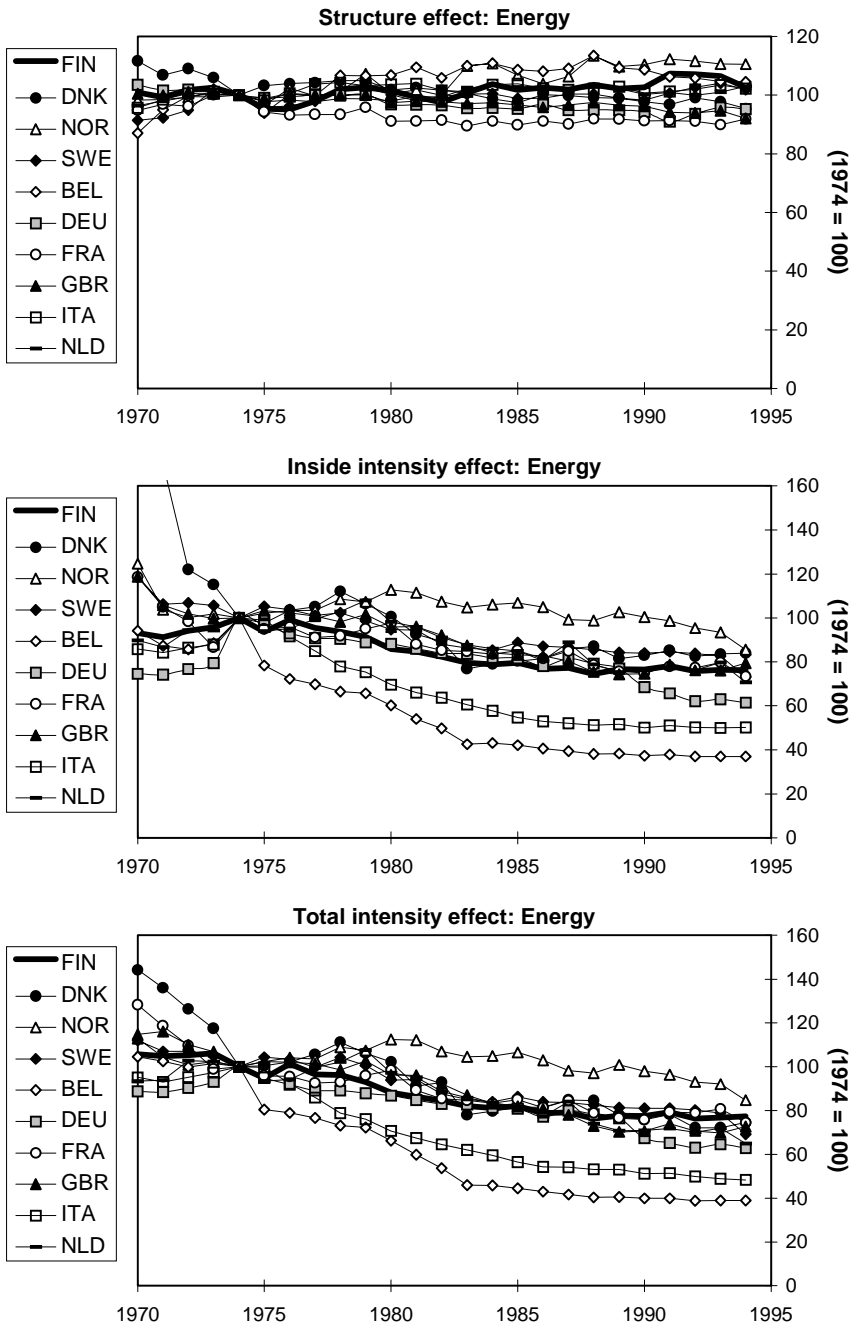 Structure effect: Energy
FIN
DNK
NOR
SWE
BEL
DEU
FRA
GBR
ITA
NLD
120
100
80
60
40
20
0
(1974 = 100)
1970 1975 1980 1985 1990 1995
Inside intensity effect: Energy
FIN
DNK
NOR
SWE
BEL
DEU
FRA
GBR
ITA
NLD
160
140
120
100
80
60
40
20
0
(1974 = 100)
1970 1975 1980 1985 1990 1995
Total intensity effect: Energy
FIN
DNK
NOR
SWE
BEL
DEU
FRA
GBR
ITA
NLD
160
140
120
100
80
60
40
20
0
(1974 = 100)
1970 1975 1980 1985 1990 1995